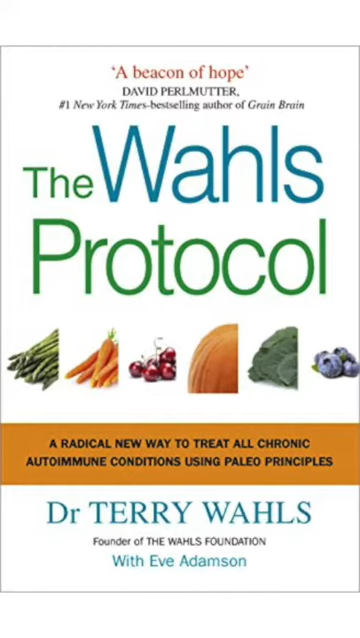 'A beacon of hope'
DAVID PERLMUTTER,
#1 New York Times-bestselling author of Grain Brain
The Wahls
Protocol
A RADICAL NEW WAY TO TREAT ALL CHRONIC
AUTOIMMUNE CONDITIONS USING PALEO PRINCIPLES
Dr TERRY WAHLS
Founder of THE WAHLS FOUNDATION
With Eve Adamson